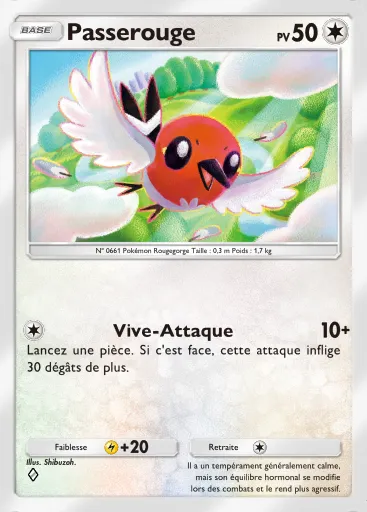 BASE Passerouge PV 50
N° 0661 Pokémon Rougegorge Taille : 0,3 m Poids : 1,7 kg
Vive-Attaque 10+
Lancez une pièce. Si c'est face, cette attaque inflige
30 dégâts de plus.
Faiblesse +20 Retraite
Illus. Shibuzoh.
Il a un tempérament généralement calme,
mais son équilibre hormonal se modifie
lors des combats et le rend plus agressif.